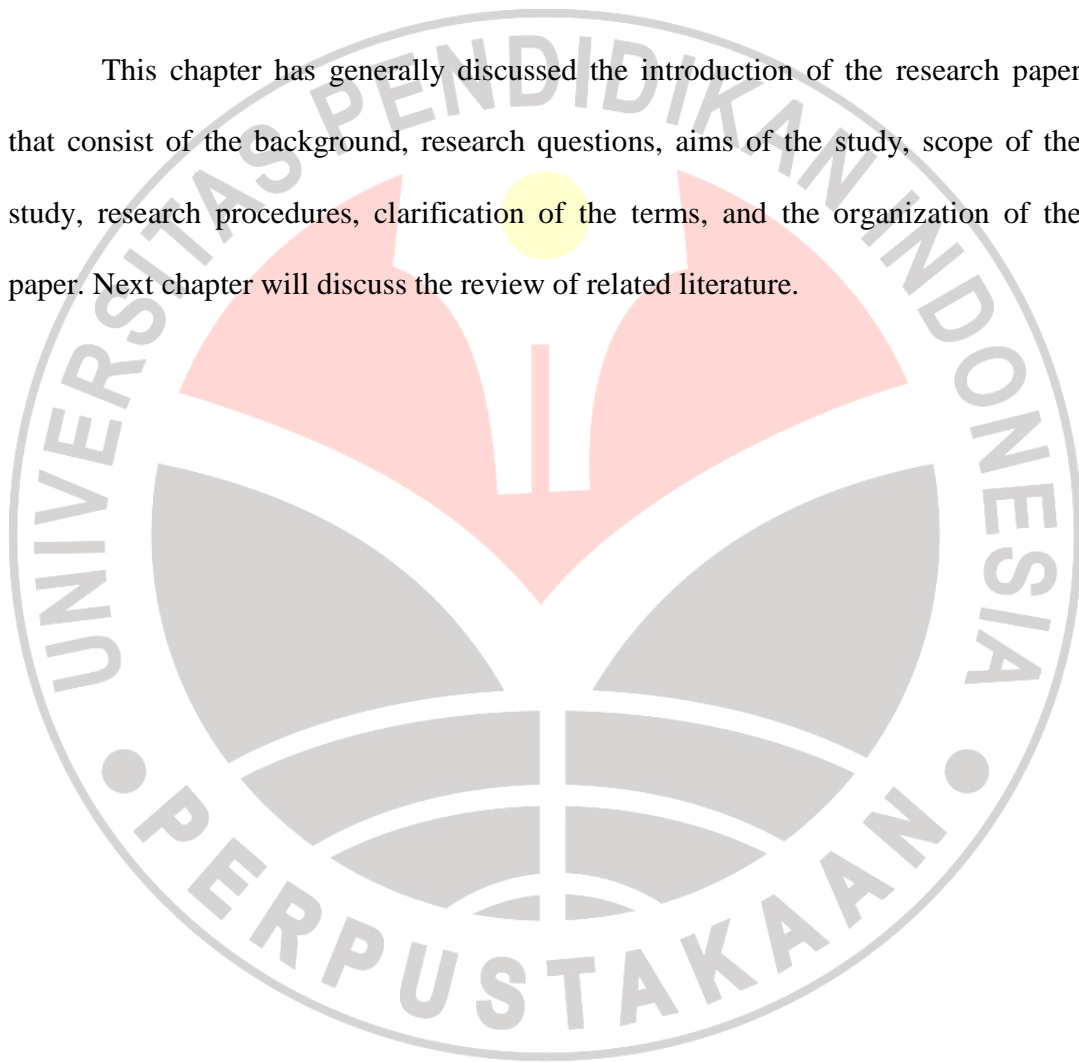 This chapter has generally discussed the introduction of the research paper
that consist of the background, research questions, aims of the study, scope of the
study, research procedures, clarification of the terms, and the organization of the
paper. Next chapter will discuss the review of related literature.
UNIVERSITAS PENDIDIKAN INDONESIA
PERPUSTAKAAN